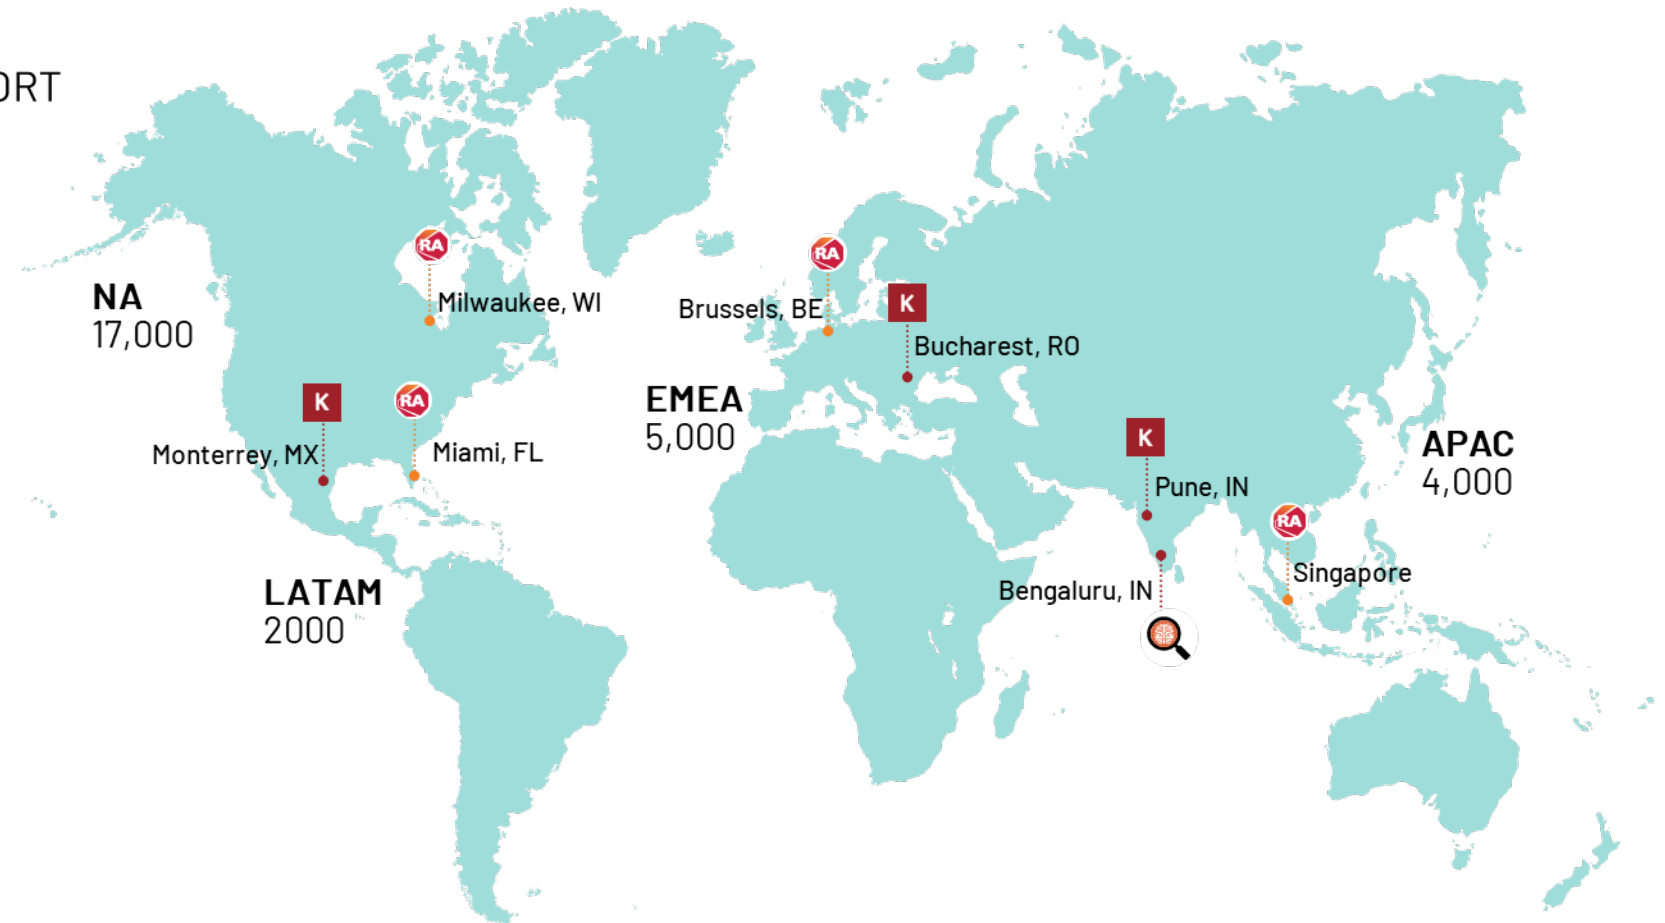 ORT
RA
Milwaukee, WI
NA
17,000
RA
Brussels, BE
K
Bucharest, RO
K
RA
Monterrey, MX
Miami, FL
EMEA
5,000
K
Pune, IN
APAC
4,000
RA
Singapore
Bengaluru, IN
LATAM
2000